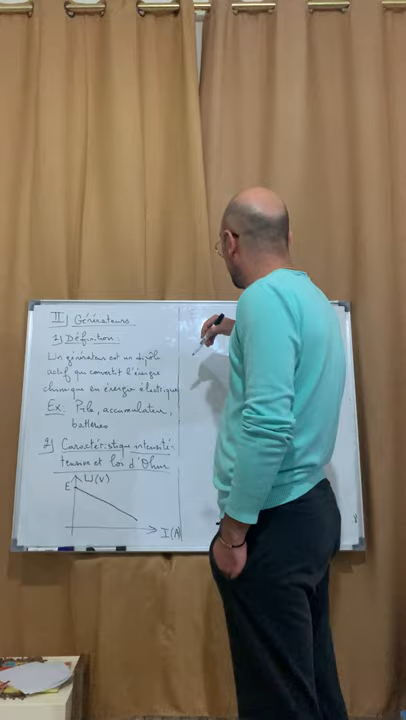 II) Générateurs
1) Définition :
Un générateur est un dipôle
actif qui convertit l'énergie
chimique en énergie électrique
Ex: Pile, accumulateur,
batteries
2) Caractéristique intensité-
tension et loi d'Ohm
U(V)
E
I(A)